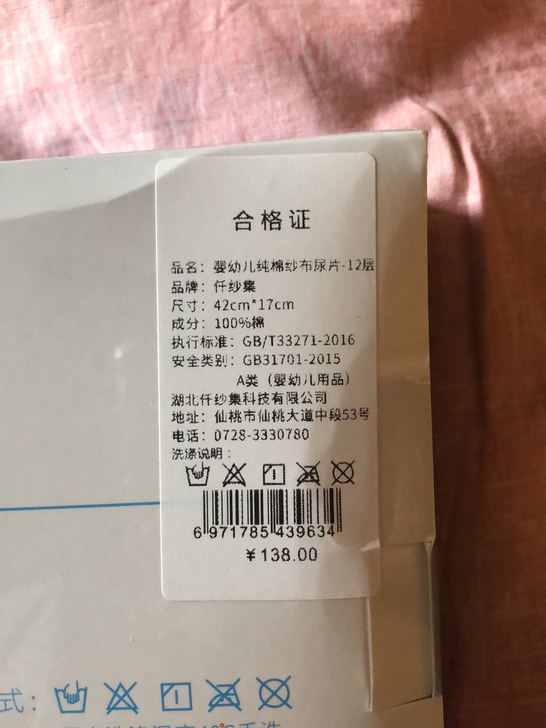 合格证
品名：婴幼儿纯棉纱布尿片-12层
品牌：仟纱集
尺寸：42cm*17cm
成分：100%棉
执行标准：GB/T33271-2016
安全类别：GB31701-2015
A类（婴幼儿用品）
湖北仟纱集科技有限公司
地址：仙桃市仙桃大道中段53号
电话：0728-3330780
洗涤说明：
6 971785 439634
￥138.00
式：